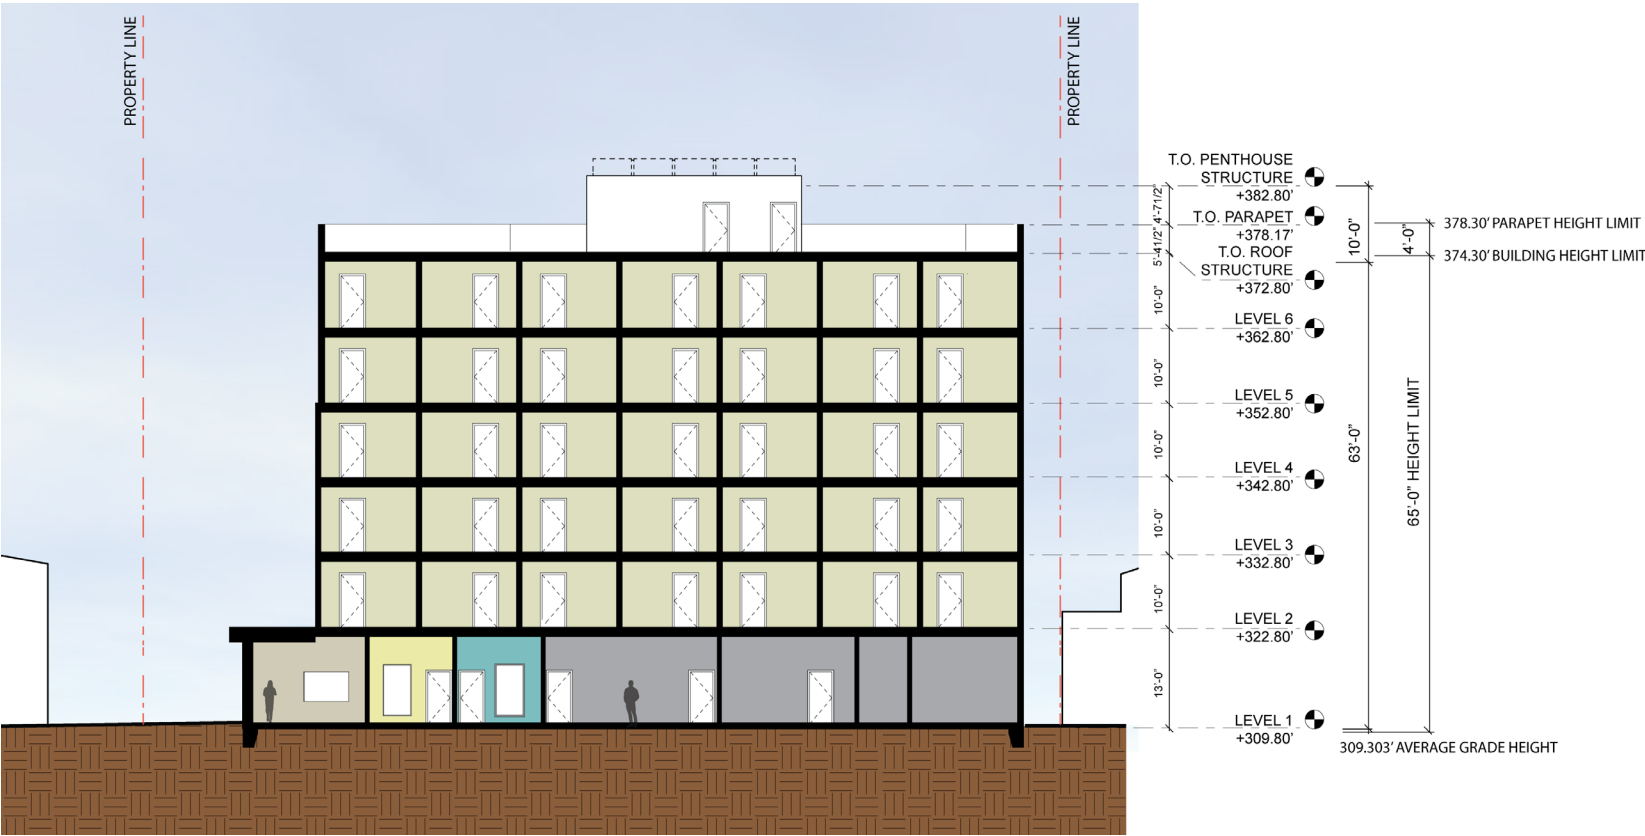 PROPERTY LINE
PROPERTY LINE
T.O. PENTHOUSE
STRUCTURE
+382.80'
4'-71/2"
T.O. PARAPET
+378.17'
5'-41/2"
T.O. ROOF
STRUCTURE
+372.80'
10'-0"
LEVEL 6
+362.80'
10'-0"
LEVEL 5
+352.80'
10'-0"
LEVEL 4
+342.80'
10'-0"
LEVEL 3
+332.80'
10'-0"
LEVEL 2
+322.80'
13'-0"
LEVEL 1
+309.80'
10'-0"
63'-0"
4'-0"
65'-0" HEIGHT LIMIT
378.30' PARAPET HEIGHT LIMIT
374.30' BUILDING HEIGHT LIMIT
309.303' AVERAGE GRADE HEIGHT